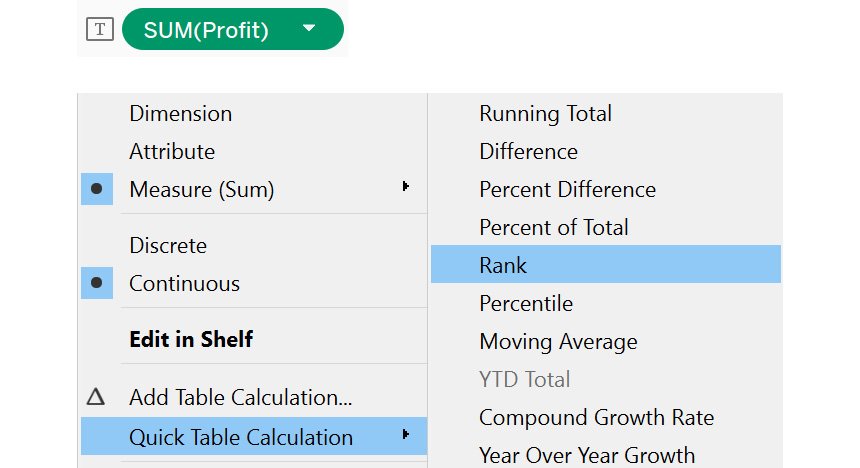 T SUM(Profit)
Dimension
Attribute
Measure (Sum)
Discrete
Continuous
Edit in Shelf
Add Table Calculation...
Quick Table Calculation
Running Total
Difference
Percent Difference
Percent of Total
Rank
Percentile
Moving Average
YTD Total
Compound Growth Rate
Year Over Year Growth